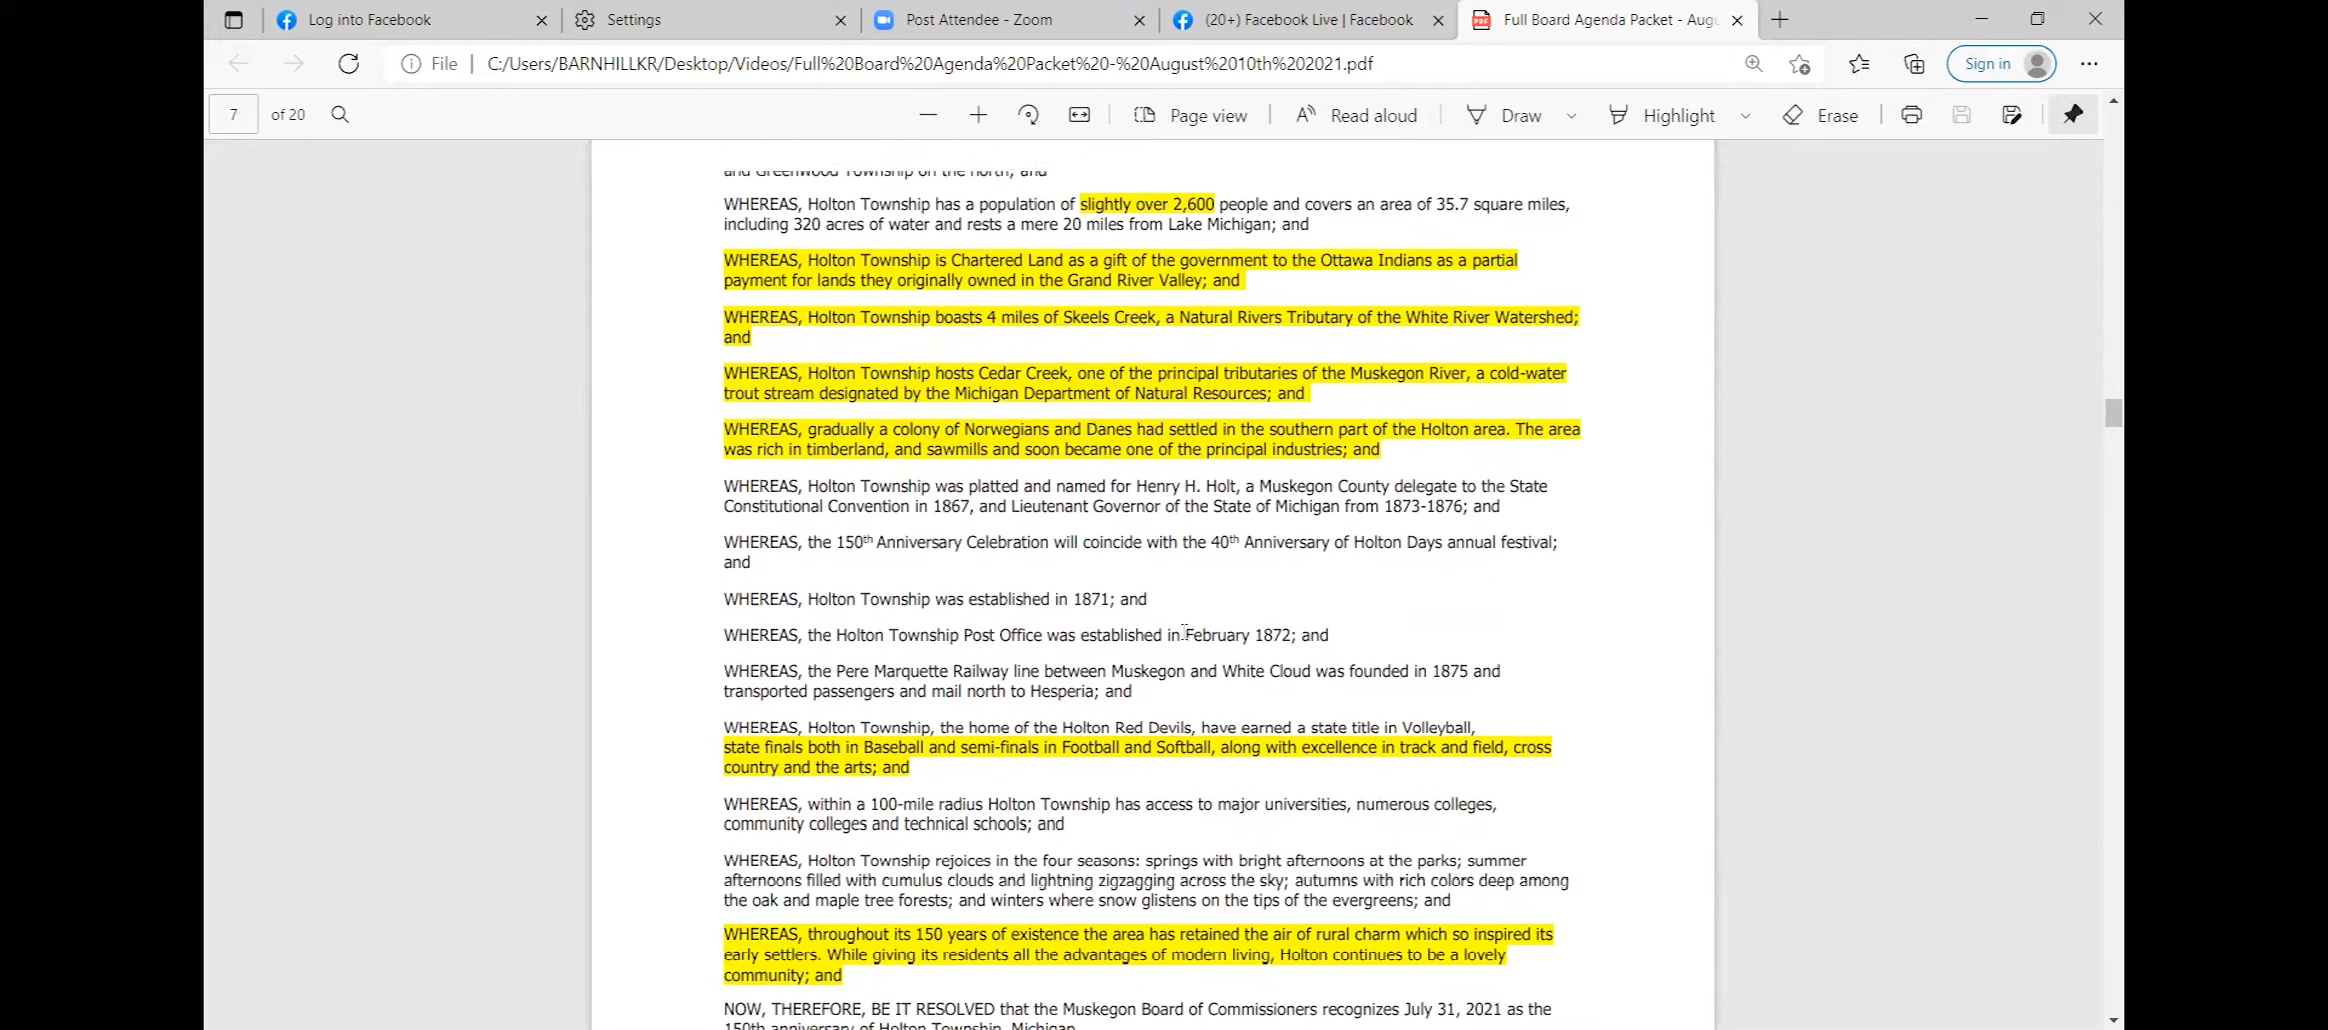 Log into Facebook
Settings
Post Attendee - Zoom
(20+) Facebook Live | Facebook
Full Board Agenda Packet - Aug
File
C:/Users/BARNHILLKR/Desktop/Videos/Full%20Board%20Agenda%20Packet%20-%20August%2010th%202021.pdf
Sign in
7 of 20
Page view
Read aloud
Draw
Highlight
Erase
and Greenwood Township on the north; and
WHEREAS, Holton Township has a population of slightly over 2,600 people and covers an area of 35.7 square miles,
including 320 acres of water and rests a mere 20 miles from Lake Michigan; and
WHEREAS, Holton Township is Chartered Land as a gift of the government to the Ottawa Indians as a partial
payment for lands they originally owned in the Grand River Valley; and
WHEREAS, Holton Township boasts 4 miles of Skeels Creek, a Natural Rivers Tributary of the White River Watershed;
and
WHEREAS, Holton Township hosts Cedar Creek, one of the principal tributaries of the Muskegon River, a cold-water
trout stream designated by the Michigan Department of Natural Resources; and
WHEREAS, gradually a colony of Norwegians and Danes had settled in the southern part of the Holton area. The area
was rich in timberland, and sawmills and soon became one of the principal industries; and
WHEREAS, Holton Township was platted and named for Henry H. Holt, a Muskegon County delegate to the State
Constitutional Convention in 1867, and Lieutenant Governor of the State of Michigan from 1873-1876; and
WHEREAS, the 150th Anniversary Celebration will coincide with the 40th Anniversary of Holton Days annual festival;
and
WHEREAS, Holton Township was established in 1871; and
WHEREAS, the Holton Township Post Office was established in February 1872; and
WHEREAS, the Pere Marquette Railway line between Muskegon and White Cloud was founded in 1875 and
transported passengers and mail north to Hesperia; and
WHEREAS, Holton Township, the home of the Holton Red Devils, have earned a state title in Volleyball,
state finals both in Baseball and semi-finals in Football and Softball, along with excellence in track and field, cross
country and the arts; and
WHEREAS, within a 100-mile radius Holton Township has access to major universities, numerous colleges,
community colleges and technical schools; and
WHEREAS, Holton Township rejoices in the four seasons: springs with bright afternoons at the parks; summer
afternoons filled with cumulus clouds and lightning zigzagging across the sky; autumns with rich colors deep among
the oak and maple tree forests; and winters where snow glistens on the tips of the evergreens; and
WHEREAS, throughout its 150 years of existence the area has retained the air of rural charm which so inspired its
early settlers. While giving its residents all the advantages of modern living, Holton continues to be a lovely
community; and
NOW, THEREFORE, BE IT RESOLVED that the Muskegon Board of Commissioners recognizes July 31, 2021 as the
150th anniversary of Holton Township, Michigan